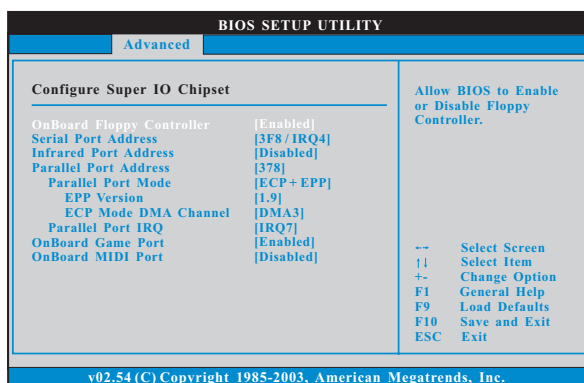 BIOS SETUP UTILITY
Advanced
Configure Super IO Chipset
OnBoard Floppy Controller [Enabled]
Serial Port Address [3F8 / IRQ4]
Infrared Port Address [Disabled]
Parallel Port Address [378]
Parallel Port Mode [ECP + EPP]
EPP Version [1.9]
ECP Mode DMA Channel [DMA3]
Parallel Port IRQ [IRQ7]
OnBoard Game Port [Enabled]
OnBoard MIDI Port [Disabled]
Allow BIOS to Enable
or Disable Floppy
Controller.
←→ Select Screen
↑↓ Select Item
+- Change Option
F1 General Help
F9 Load Defaults
F10 Save and Exit
ESC Exit
v02.54 (C) Copyright 1985-2003, American Megatrends, Inc.